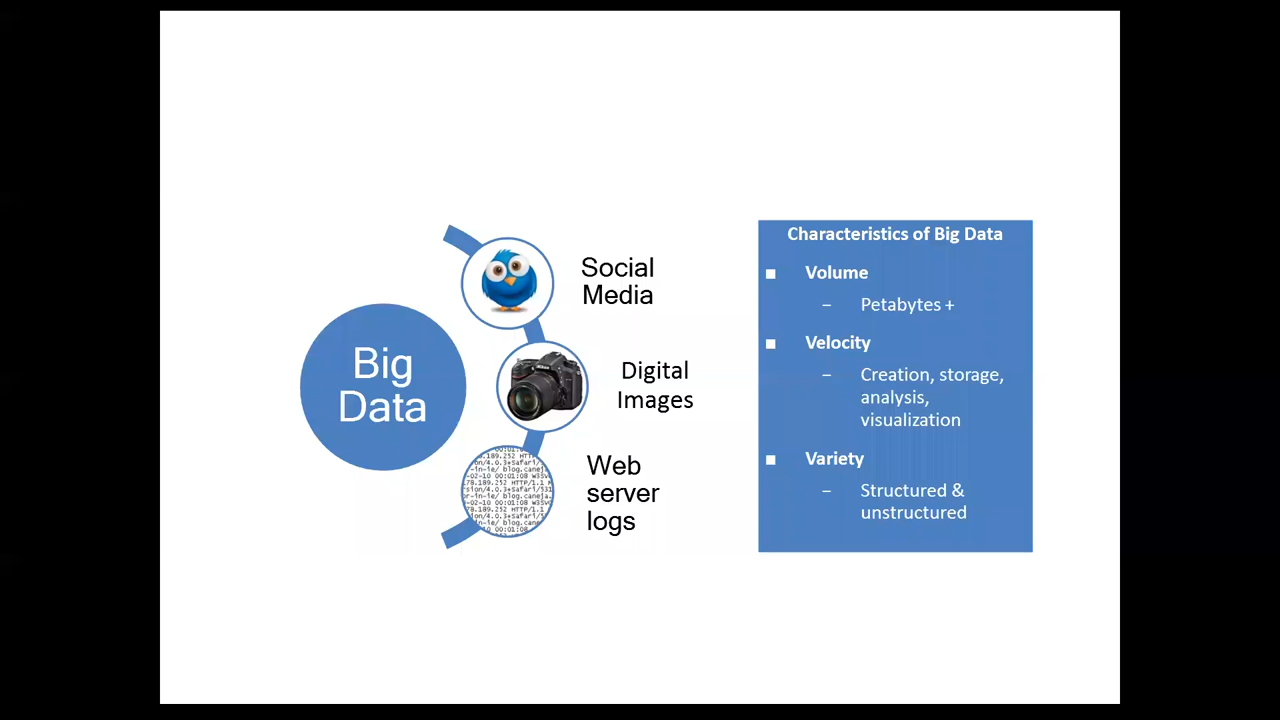 Big
Data
Social
Media
Digital
Images
Web
server
logs
Characteristics of Big Data
Volume
– Petabytes +
Velocity
– Creation, storage,
analysis,
visualization
Variety
– Structured &
unstructured